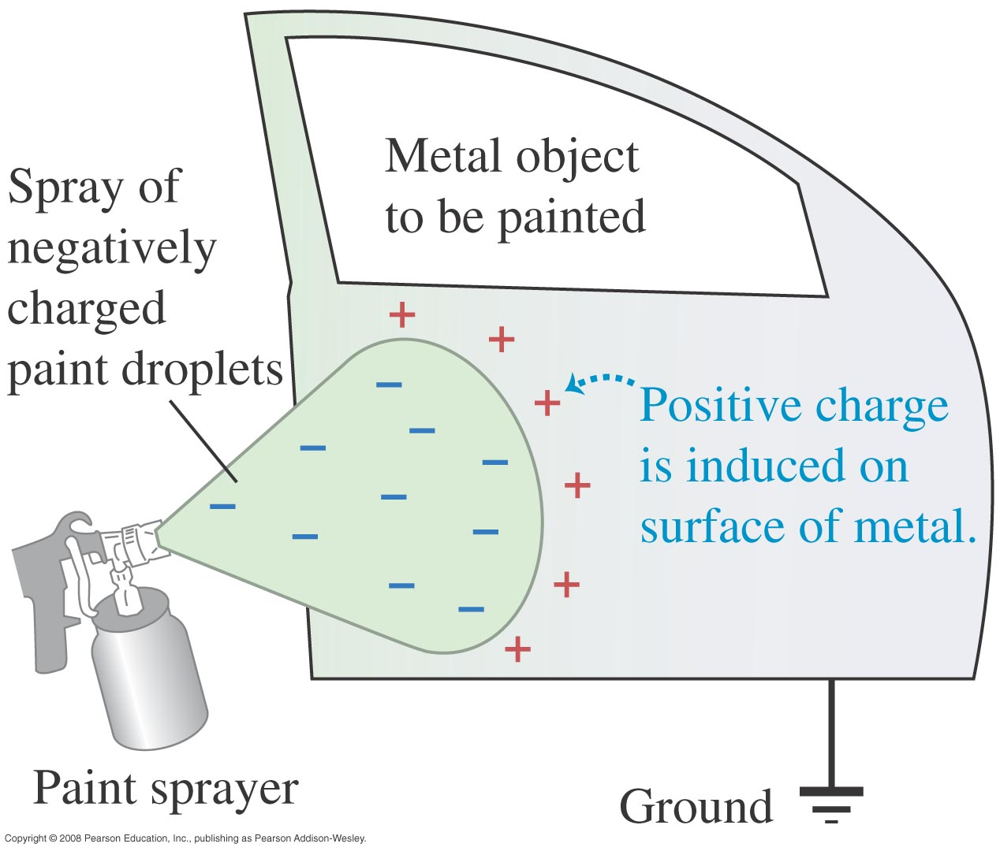 Metal object
to be painted
Spray of
negatively
charged
paint droplets
Positive charge
is induced on
surface of metal.
Paint sprayer
Ground
Copyright © 2008 Pearson Education, Inc., publishing as Pearson Addison-Wesley.